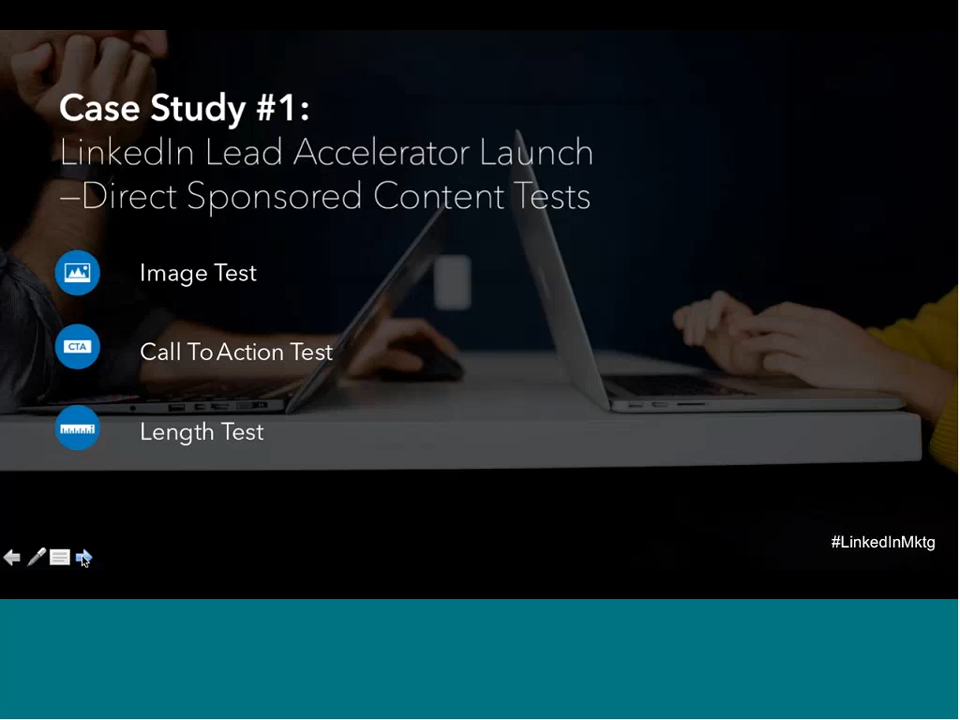 Case Study #1:
LinkedIn Lead Accelerator Launch
–Direct Sponsored Content Tests
Image Test
CTA
Call To Action Test
Length Test
#LinkedInMktg